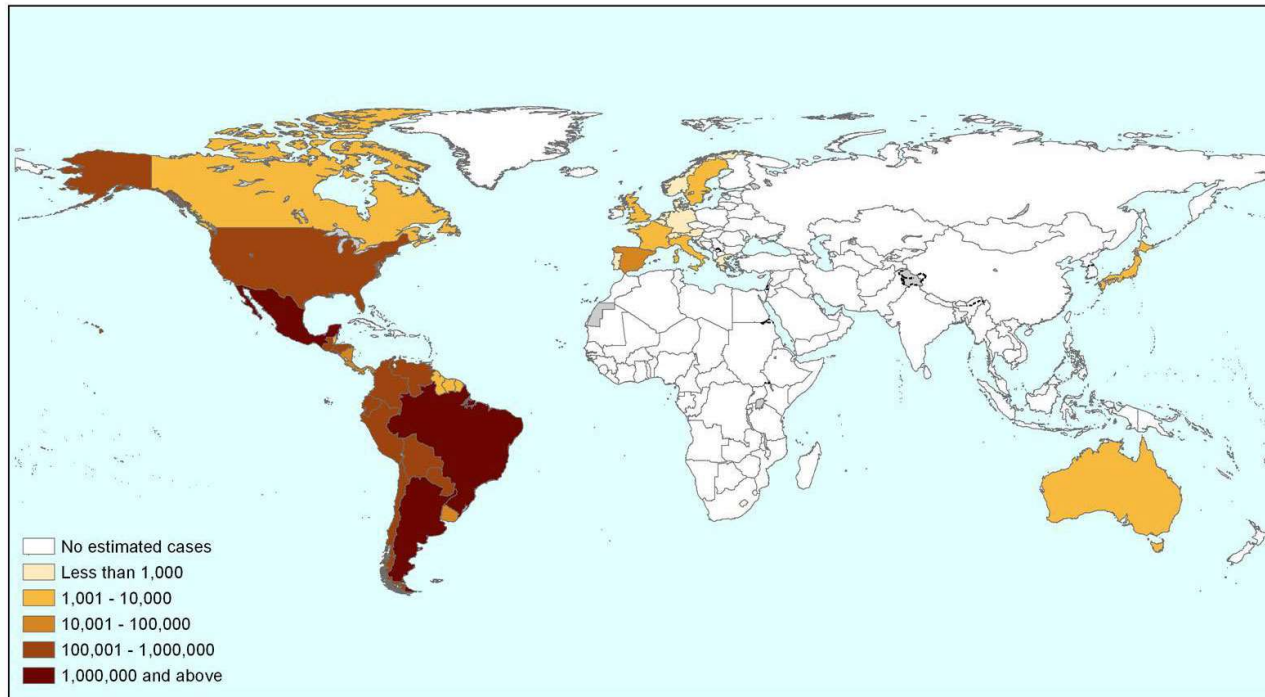 No estimated cases
Less than 1,000
1,001 - 10,000
10,001 - 100,000
100,001 - 1,000,000
1,000,000 and above